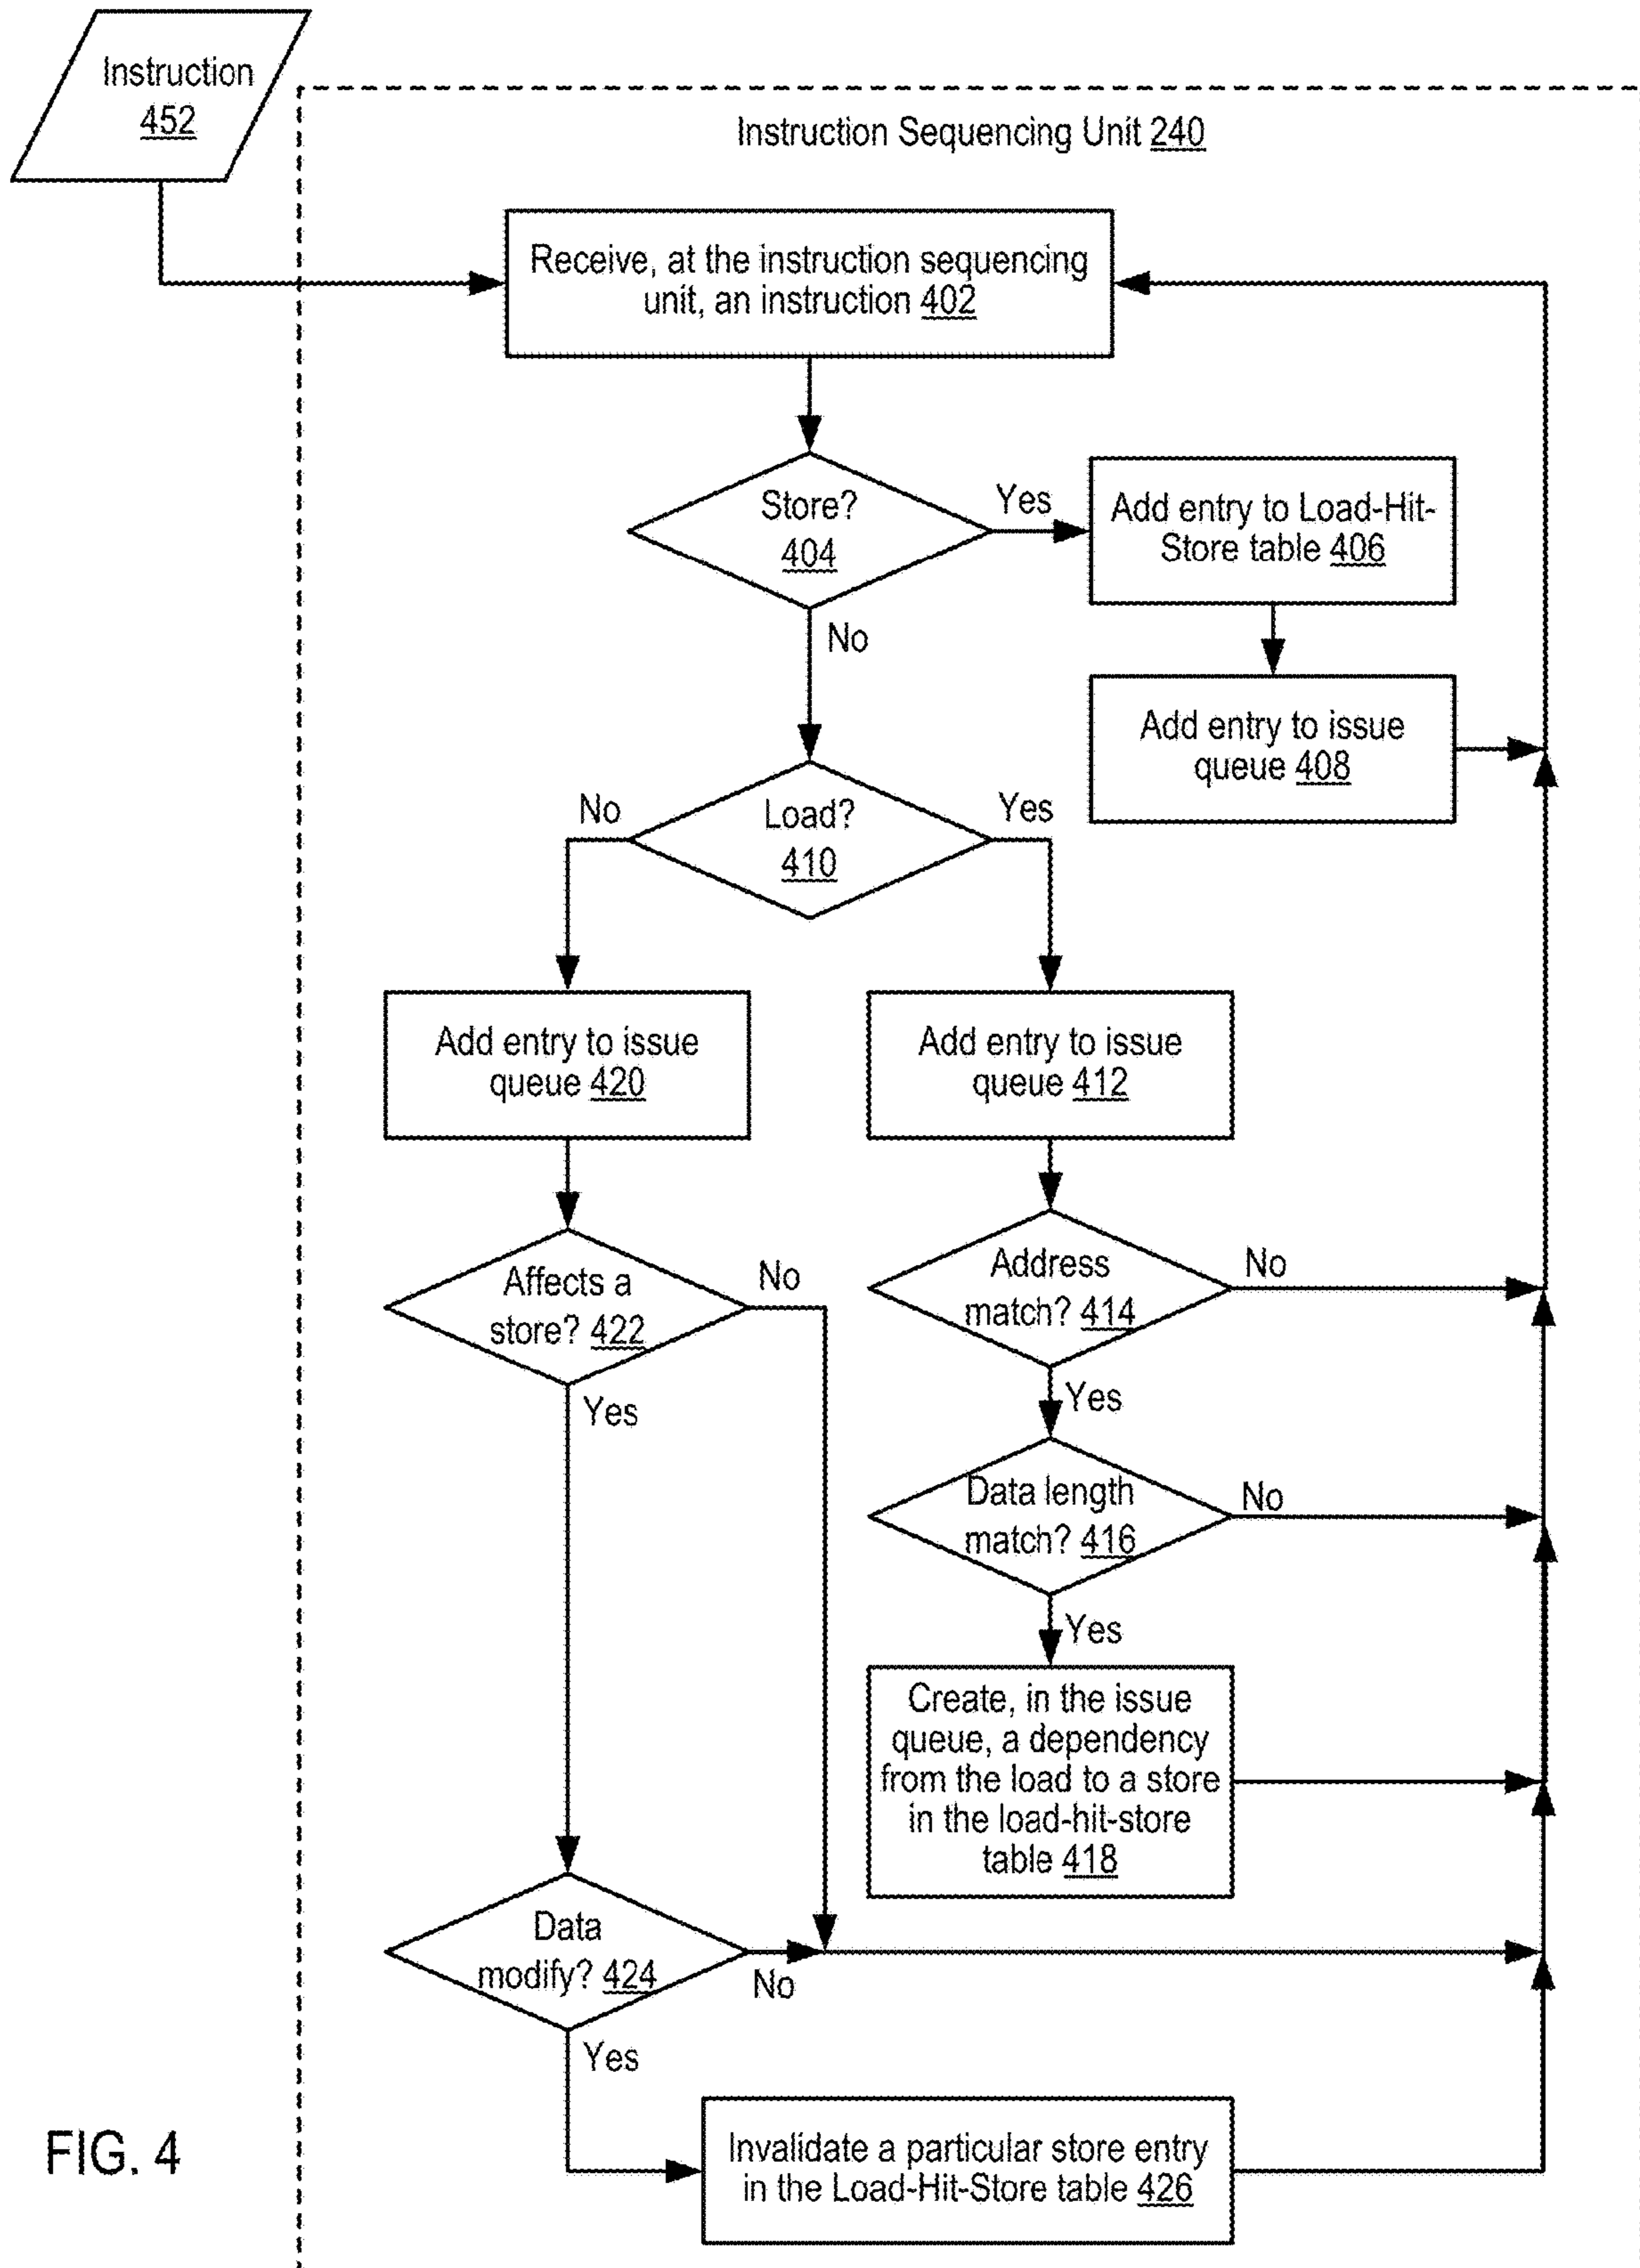 Instruction
452
Instruction Sequencing Unit 240
Receive, at the instruction sequencing
unit, an instruction 402
Store?
404
Yes
Add entry to Load-Hit-
Store table 406
No
Add entry to issue
queue 408
Load?
410
No
Yes
Add entry to issue
queue 420
Add entry to issue
queue 412
Affects a
store? 422
No
Yes
Address
match? 414
No
Yes
Data length
match? 416
No
Yes
Create, in the issue
queue, a dependency
from the load to a store
in the load-hit-store
table 418
Data
modify? 424
No
Yes
Invalidate a particular store entry
in the Load-Hit-Store table 426
FIG. 4